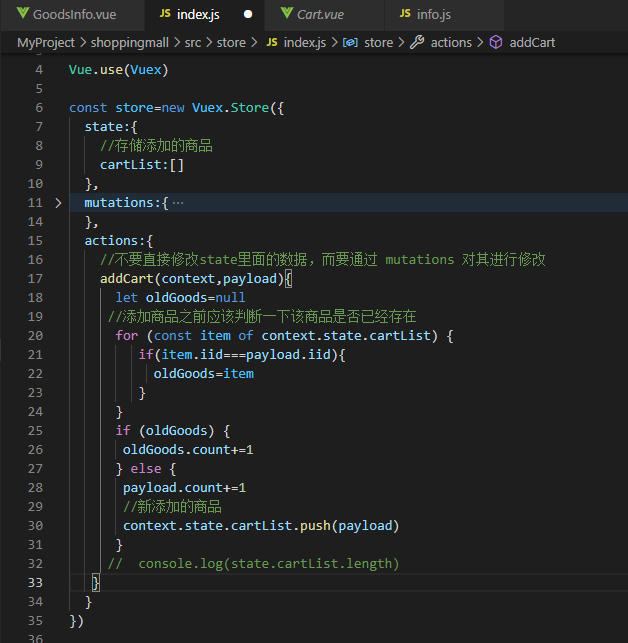 GoodsInfo.vue JS index.js Cart.vue JS info.js
MyProject > shoppingmall > src > store > JS index.js > store > actions > addCart
4 Vue.use(Vuex)
5
6 const store=new Vuex.Store({
7 state:{
8 //存储添加的商品
9 cartList:[]
10 },
11 mutations:{ ···
14 },
15 actions:{
16 //不要直接修改state里面的数据，而要通过 mutations 对其进行修改
17 addCart(context,payload){
18 let oldGoods=null
19 //添加商品之前应该判断一下该商品是否已经存在
20 for (const item of context.state.cartList) {
21 if(item.iid===payload.iid){
22 oldGoods=item
23 }
24 }
25 if (oldGoods) {
26 oldGoods.count+=1
27 } else {
28 payload.count+=1
29 //新添加的商品
30 context.state.cartList.push(payload)
31 }
32 //  console.log(state.cartList.length)
33 }
34 }
35 })
36